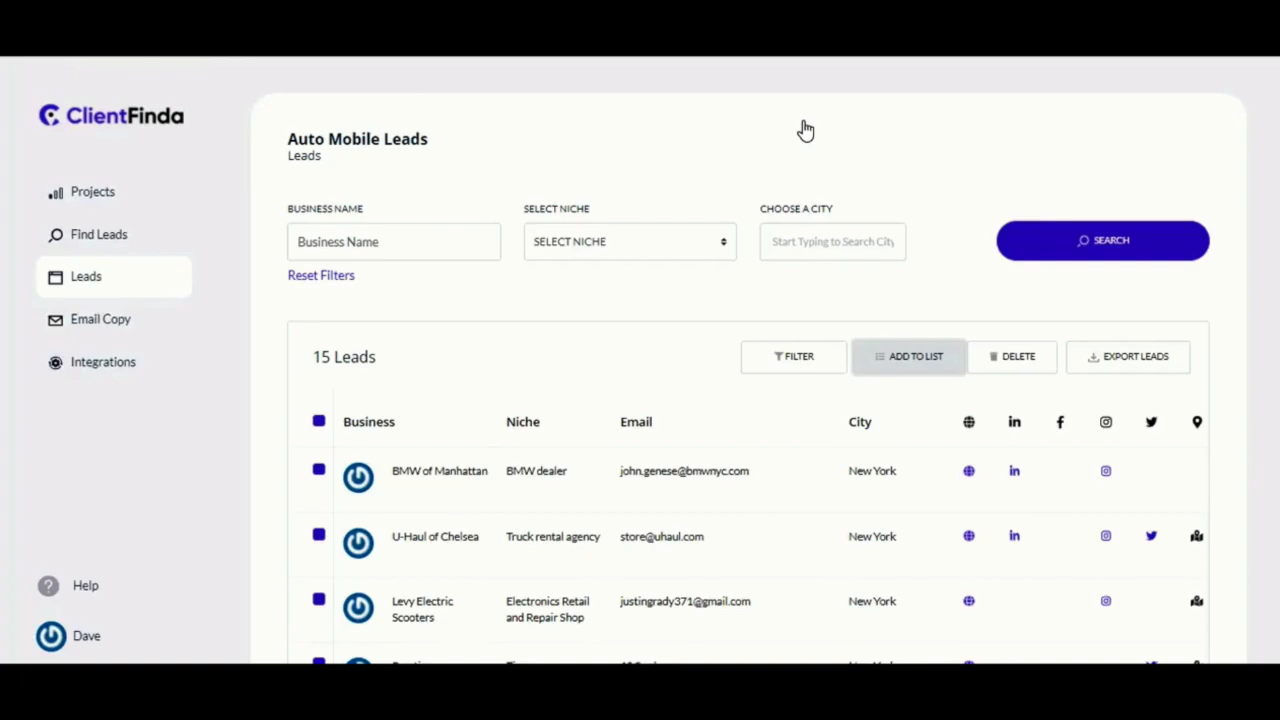 ClientFinda
Projects
Find Leads
Leads
Email Copy
Integrations
Help
Dave
Auto Mobile Leads
Leads
BUSINESS NAME
SELECT NICHE
CHOOSE A CITY
Business Name
SELECT NICHE
Start Typing to Search City
SEARCH
Reset Filters
15 Leads
FILTER
ADD TO LIST
DELETE
EXPORT LEADS
Business Niche Email City
BMW of Manhattan BMW dealer john.genese@bmwnyc.com New York
U-Haul of Chelsea Truck rental agency store@uhaul.com New York
Levy Electric Electronics Retail justingrady371@gmail.com New York
Scooters and Repair Shop